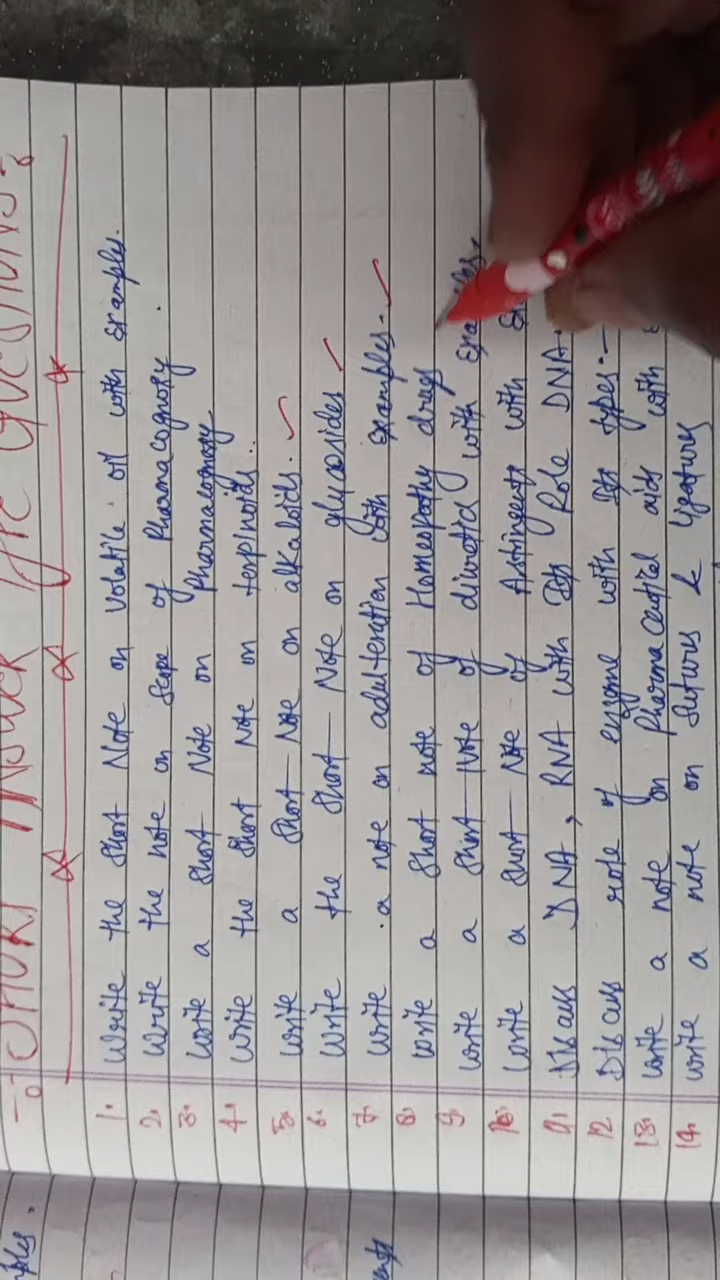 SHORT ANSWER TYPE QUESTIONS
1. Write the short Note on volatile oil with examples.
2. Write the note on Scope of Pharmacognosy
3. Write a short Note on Pharmacognosy
4. Write the short Note on terpinoids.
5. Write a short Note on alkaloids.
6. Write the short Note on glycosides
7. Write a note on adulteration with examples.
8. Write a short note of Homeopathy drugs
9. Write a short note of diuretid with examples.
10. Write a short note of Astringents with
11. Discuss DNA, RNA with its Role DNA.
12. Discuss role of enzyme with its types.
13. Write a note on Pharmaceutical aids with
14. Write a note on Sutures & ligatures